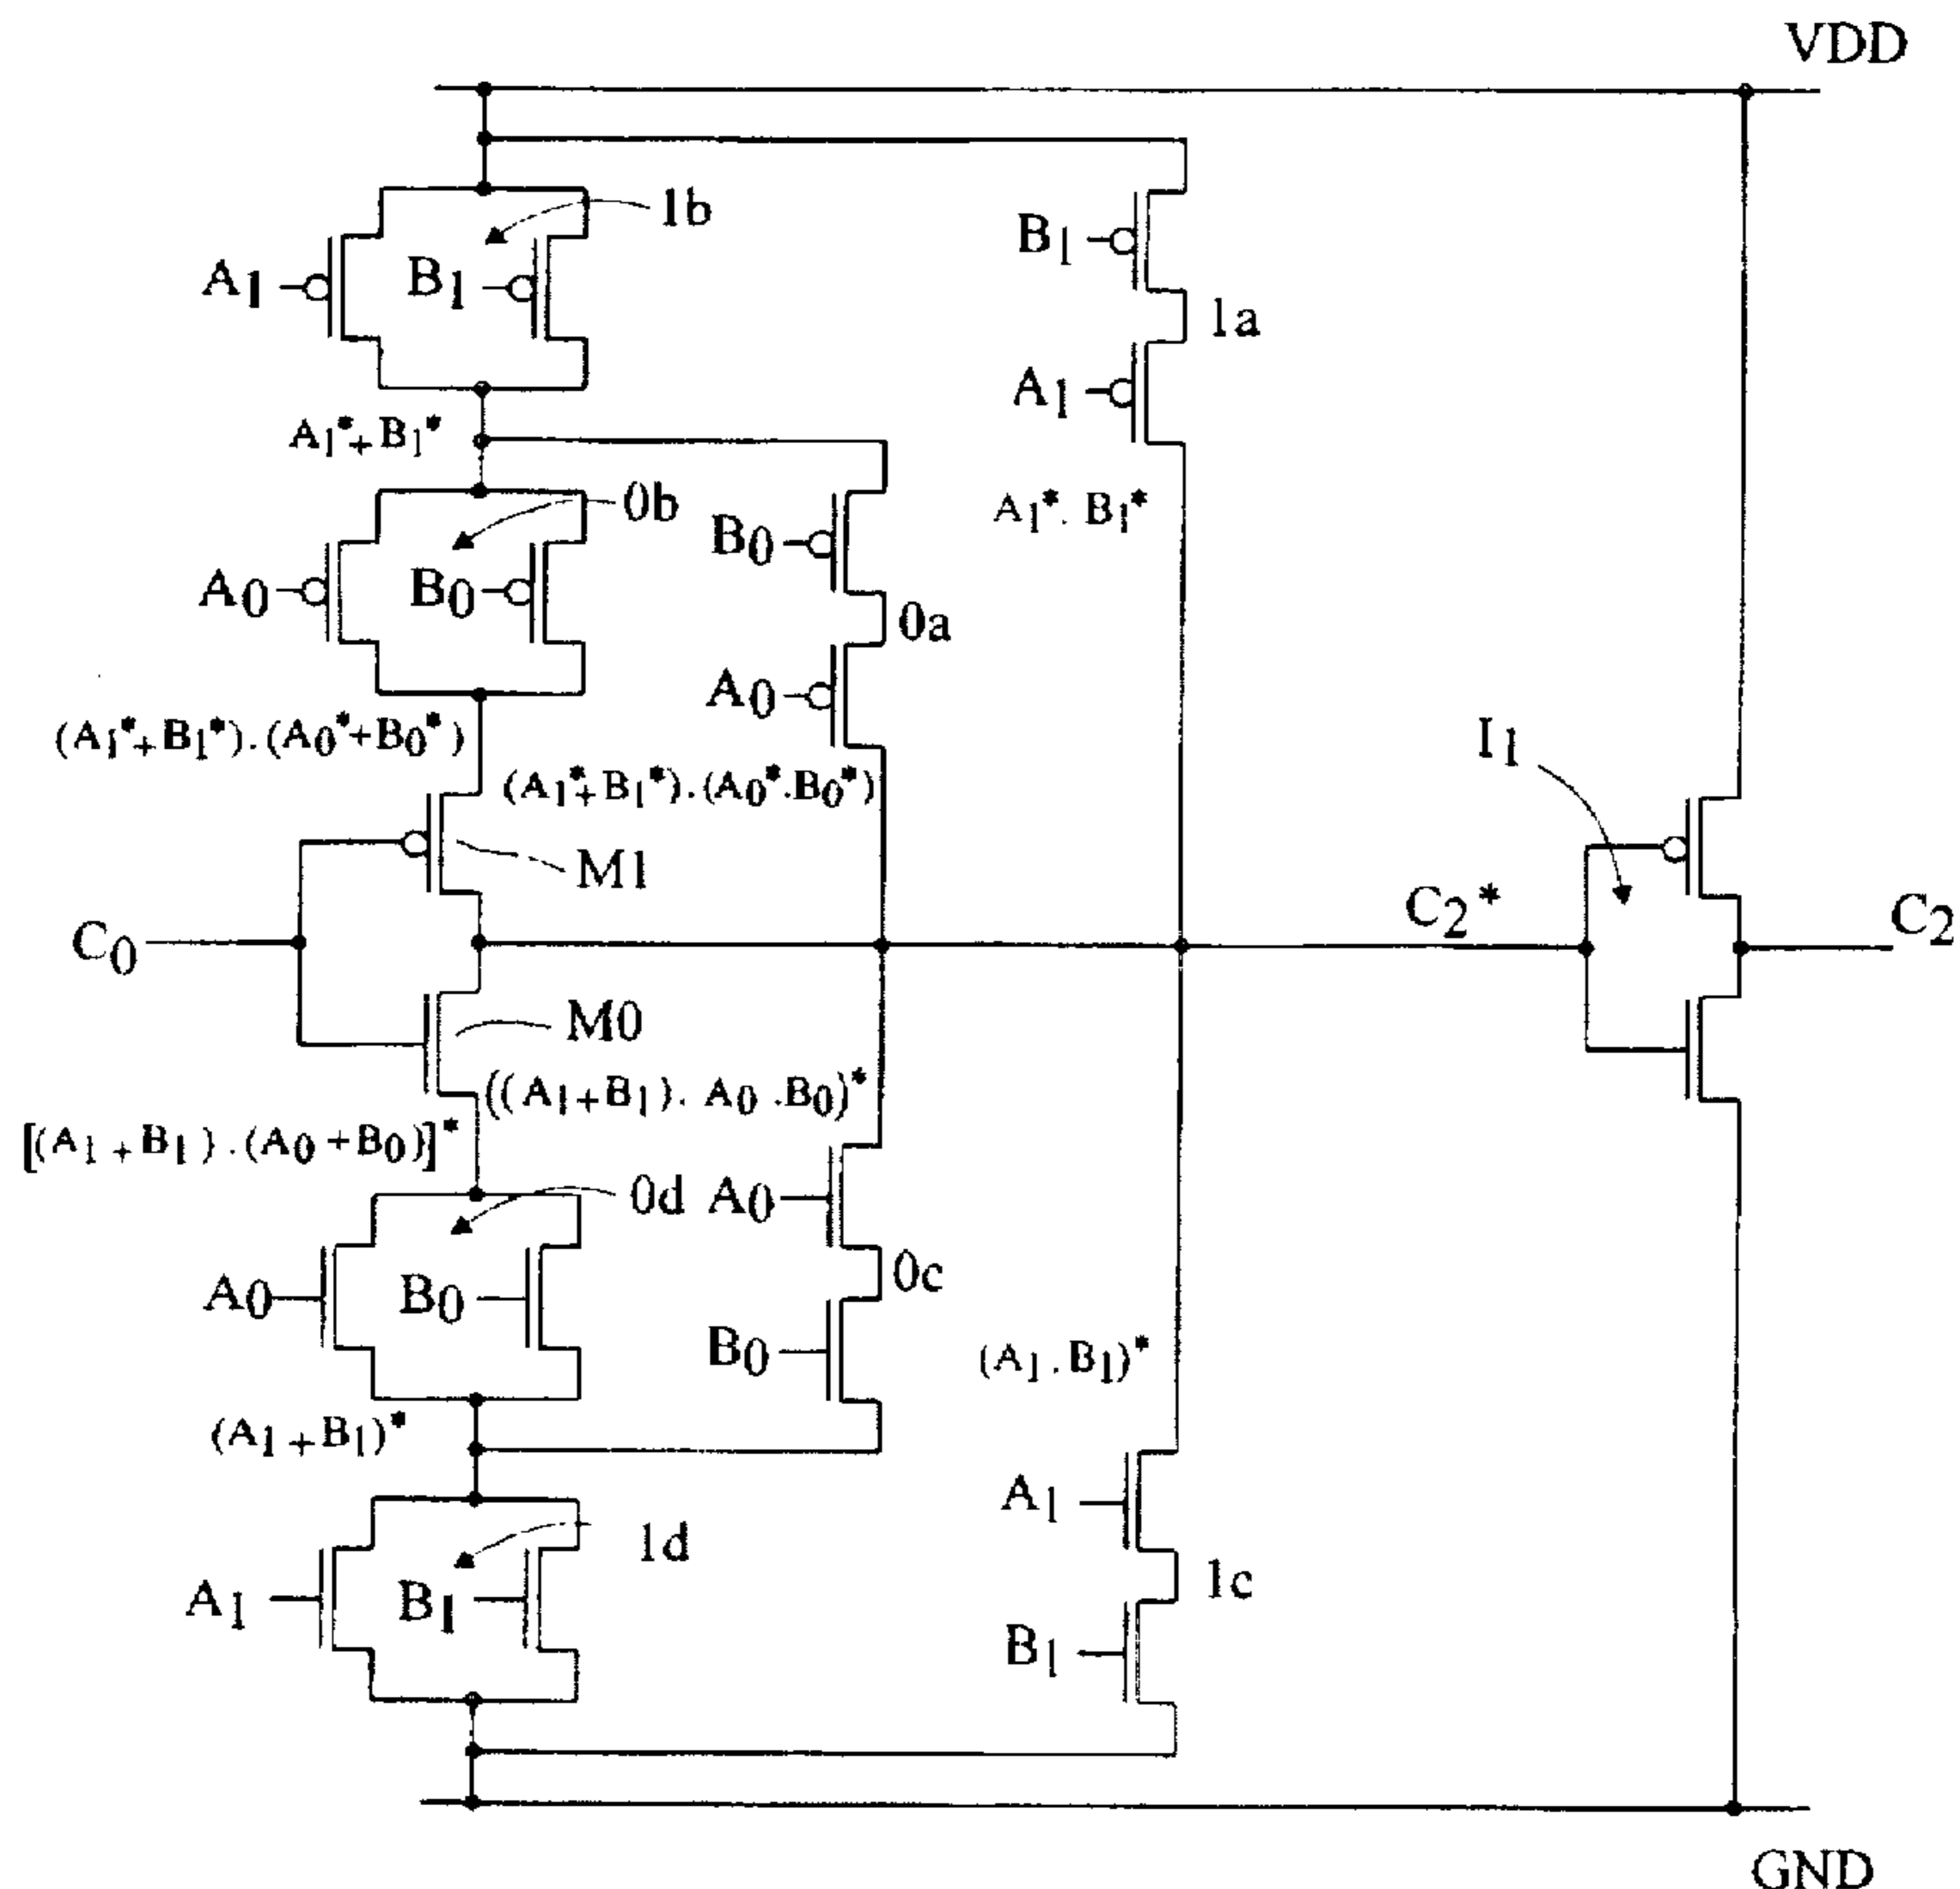 VDD
1b
A1
B1
B1
1a
A1
A1*+B1*
A1*.B1*
0b
B0
A0
B0
0a
A0
(A1*+B1*).(A0*+B0*)
(A1*+B1*).(A0*.B0*)
I1
M1
C0
C2*
C2
M0
((A1+B1).A0.B0)*
[(A1+B1).(A0+B0)]*
0d
A0
A0
B0
0c
B0
(A1.B1)*
(A1+B1)*
A1
1d
A1
B1
1c
B1
GND